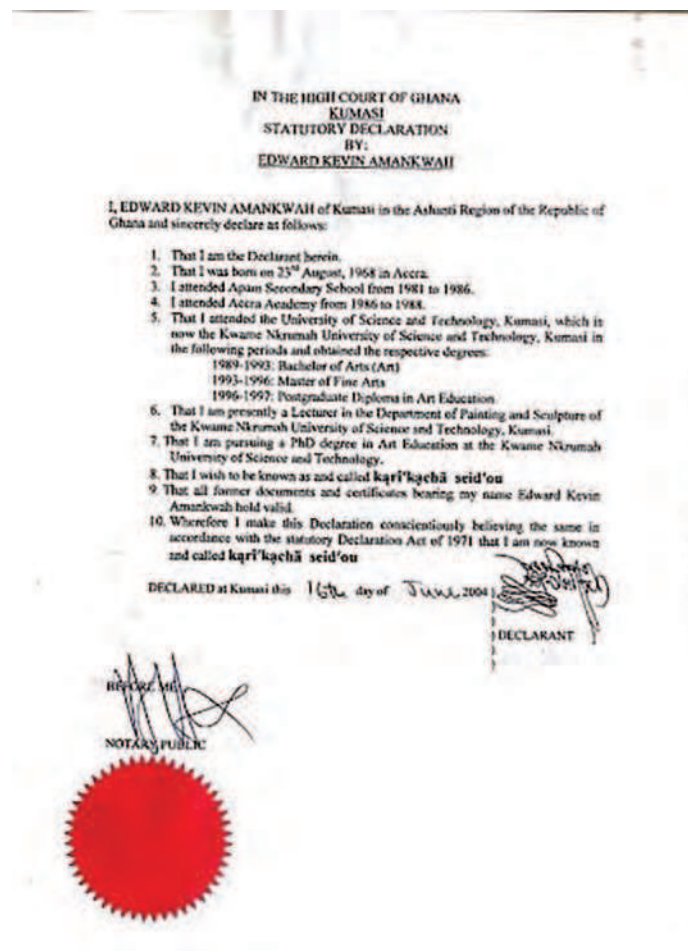 IN THE HIGH COURT OF GHANA
KUMASI
STATUTORY DECLARATION
BY:
EDWARD KEVIN AMANKWAH
I, EDWARD KEVIN AMANKWAH of Kumasi in the Ashanti Region of the Republic of
Ghana and sincerely declare as follows:
1. That I am the Declarant herein.
2. That I was born on 23rd August, 1968 in Accra.
3. I attended Apam Secondary School from 1981 to 1986.
4. I attended Accra Academy from 1986 to 1988.
5. That I attended the University of Science and Technology, Kumasi, which is
now the Kwame Nkrumah University of Science and Technology, Kumasi in
the following periods and obtained the respective degrees:
1989-1993: Bachelor of Arts (Art)
1993-1996: Master of Fine Arts
1996-1997: Postgraduate Diploma in Art Education
6. That I am presently a Lecturer in the Department of Painting and Sculpture of
the Kwame Nkrumah University of Science and Technology, Kumasi.
7. That I am pursuing a PhD degree in Art Education at the Kwame Nkrumah
University of Science and Technology.
8. That I wish to be known as and called kąrî'kạchä seid'ou
9. That all former documents and certificates bearing my name Edward Kevin
Amankwah hold valid.
10. Wherefore I make this Declaration conscientiously believing the same in
accordance with the statutory Declaration Act of 1971 that I am now known
and called kąrî'kạchä seid'ou
DECLARED at Kumasi this 16th day of June 2004
DECLARANT
BEFORE ME
NOTARY PUBLIC